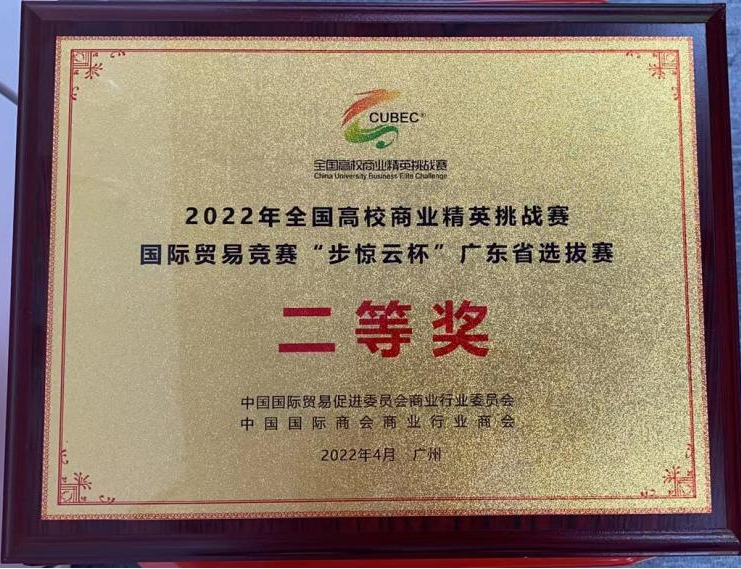 CUBEC®
全国高校商业精英挑战赛
China University Business Elite Challenge
2022年全国高校商业精英挑战赛
国际贸易竞赛“步惊云杯”广东省选拔赛
二等奖
中国国际贸易促进委员会商业行业委员会
中国国际商会商业行业商会
2022年4月 广州